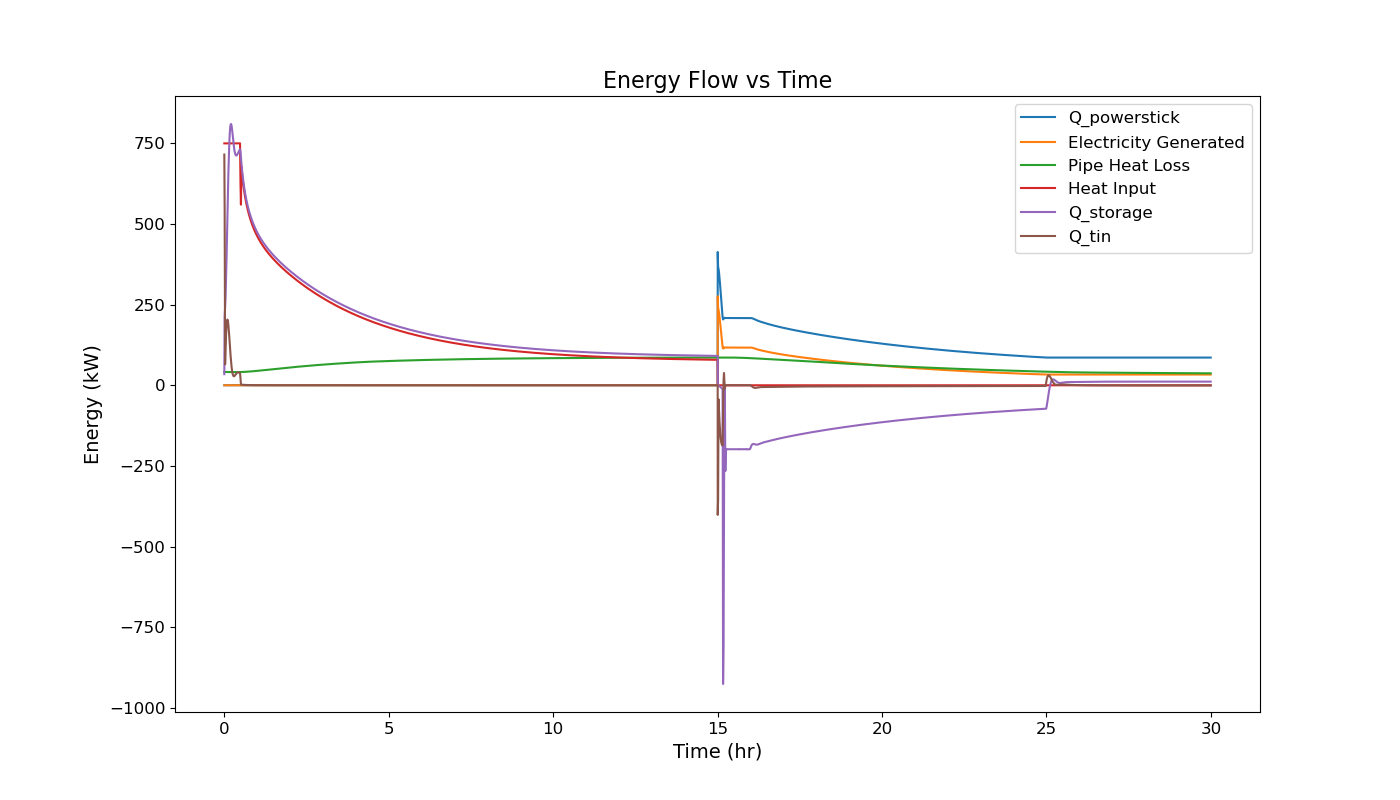 Energy Flow vs Time
Q_powerstick
Electricity Generated
Pipe Heat Loss
Heat Input
Q_storage
Q_tin
Energy (kW)
750
500
250
0
−250
−500
−750
−1000
0 5 10 15 20 25 30
Time (hr)